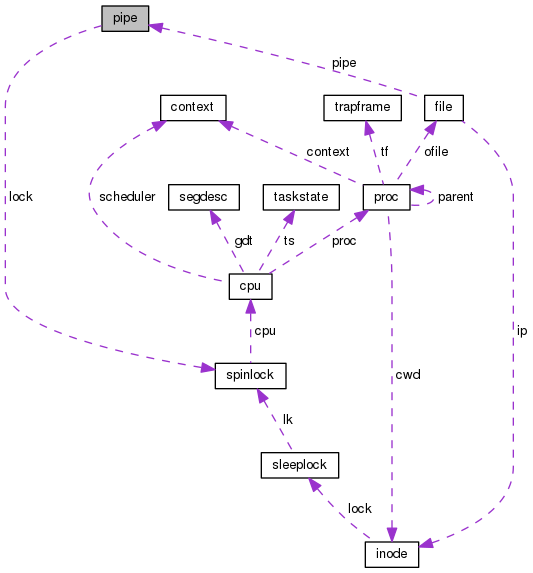 pipe
pipe
context
trapframe
file
context
tf
ofile
lock
scheduler
segdesc
taskstate
proc
parent
gdt
ts
proc
cpu
cpu
ip
spinlock
cwd
lk
sleeplock
lock
inode